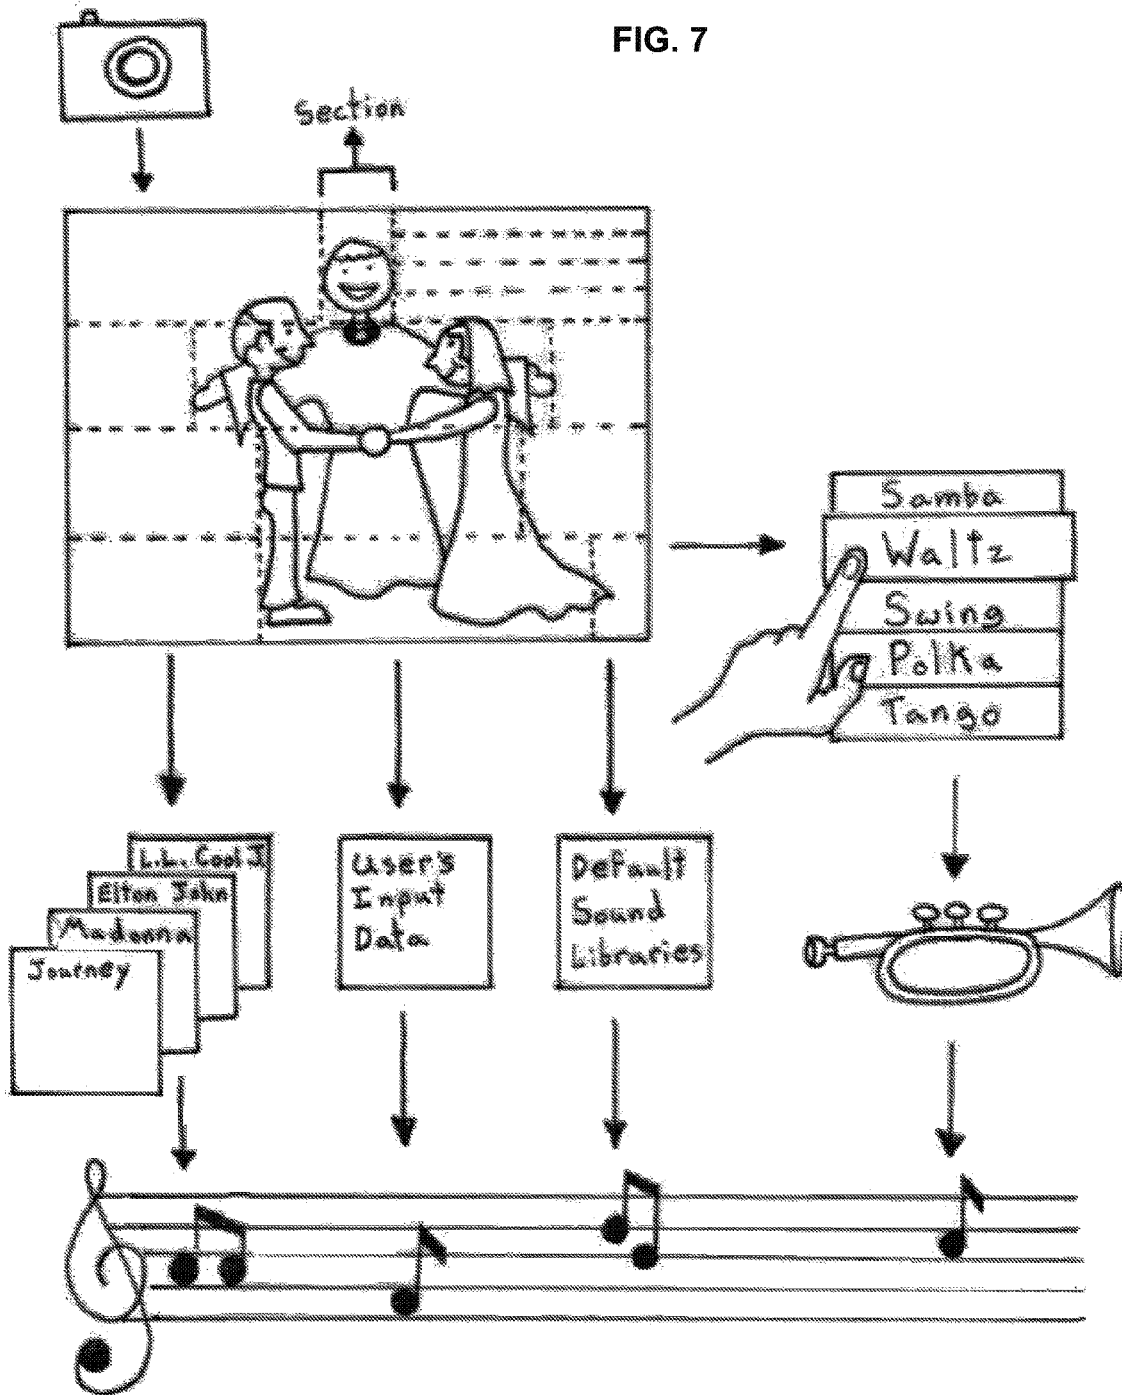 FIG. 7
Section
Samba
Waltz
Swing
Polka
Tango
L.L. Cool J
Elton John
Madonna
Journey
User's
Input
Data
Default
Sound
Libraries